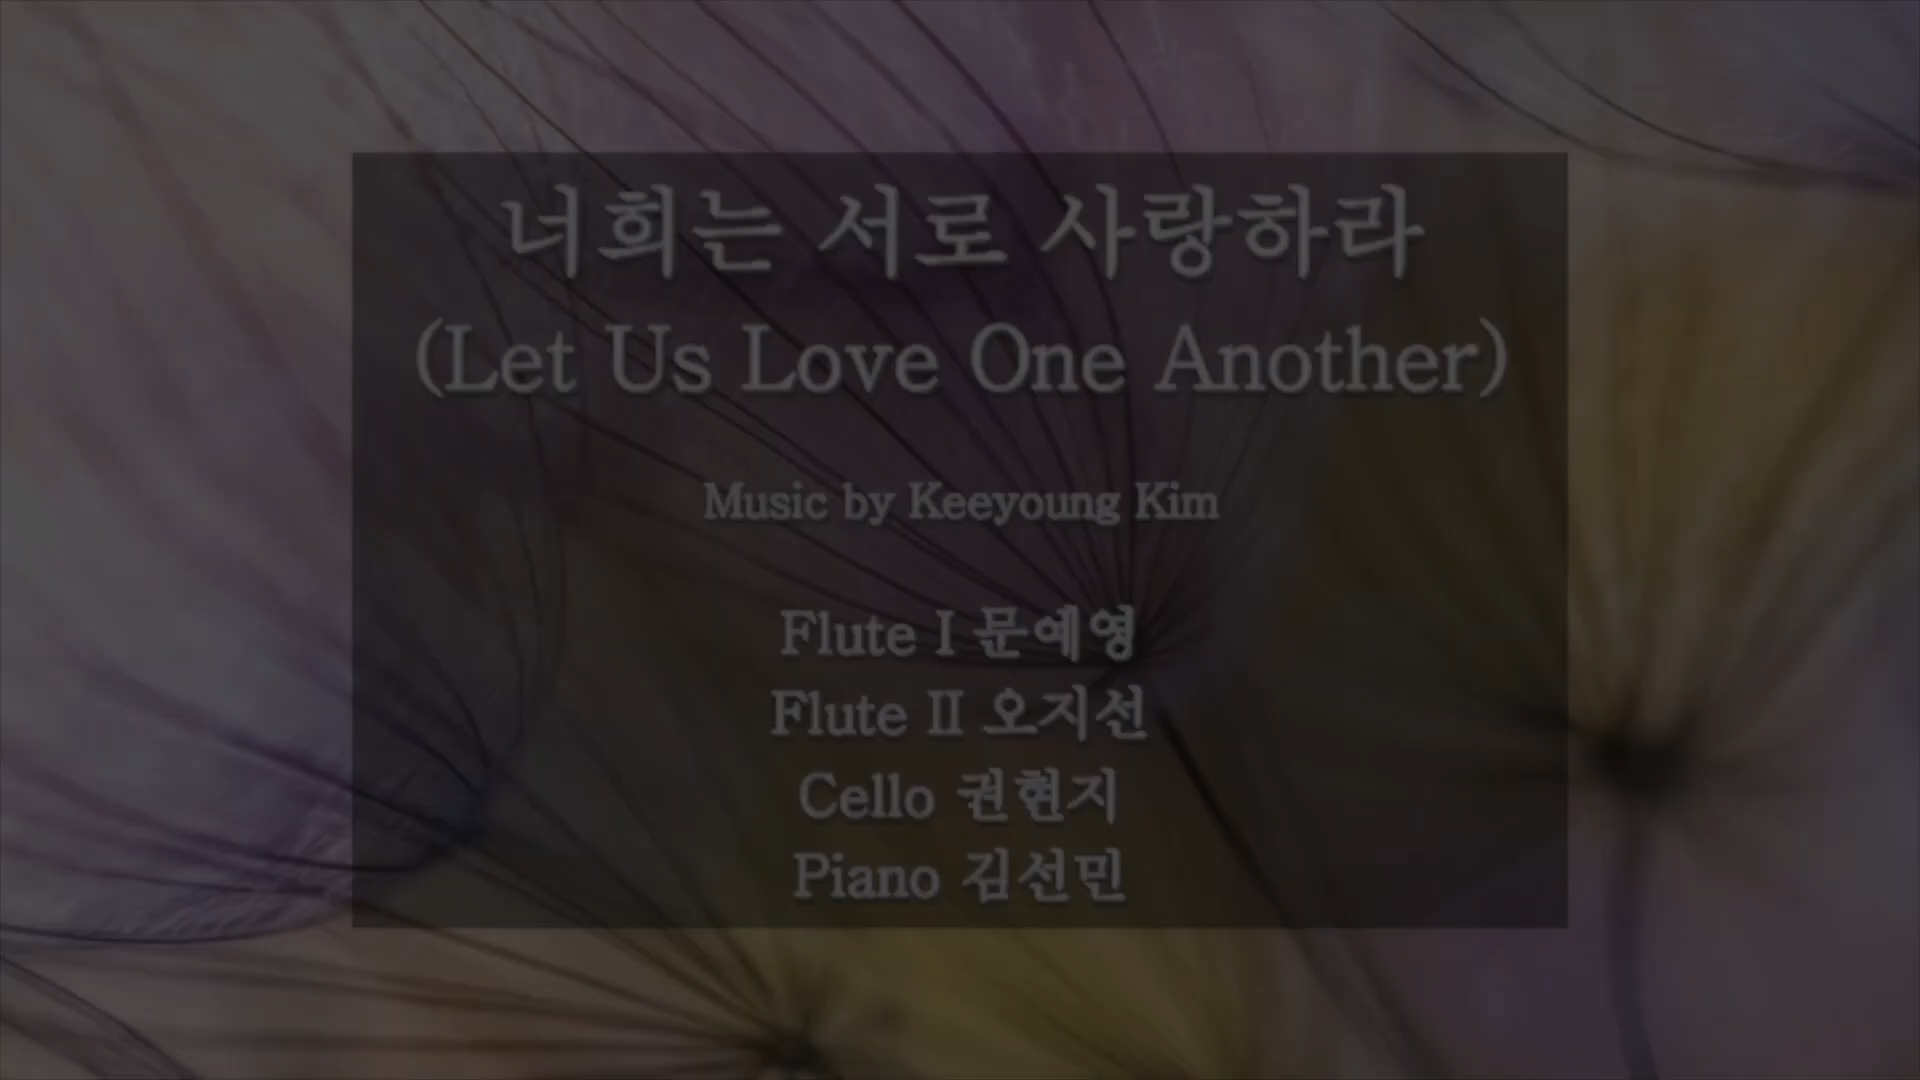 너희는 서로 사랑하라
(Let Us Love One Another)
Music by Keeyoung Kim
Flute I 문예영
Flute II 오지선
Cello 권현지
Piano 김선민